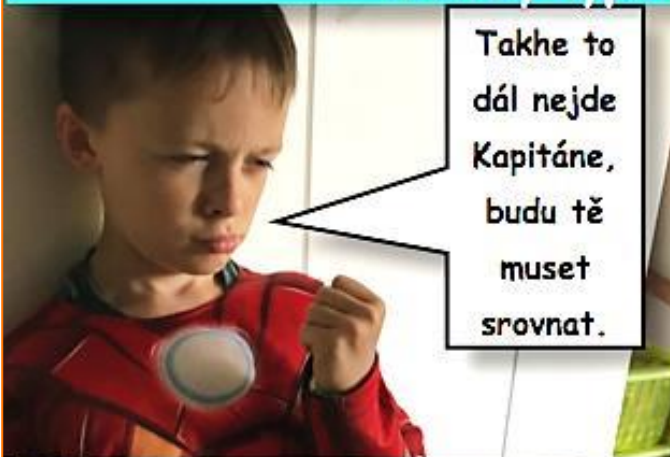 Takhe to
dál nejde
Kapitáne,
budu tě
muset
srovnat.